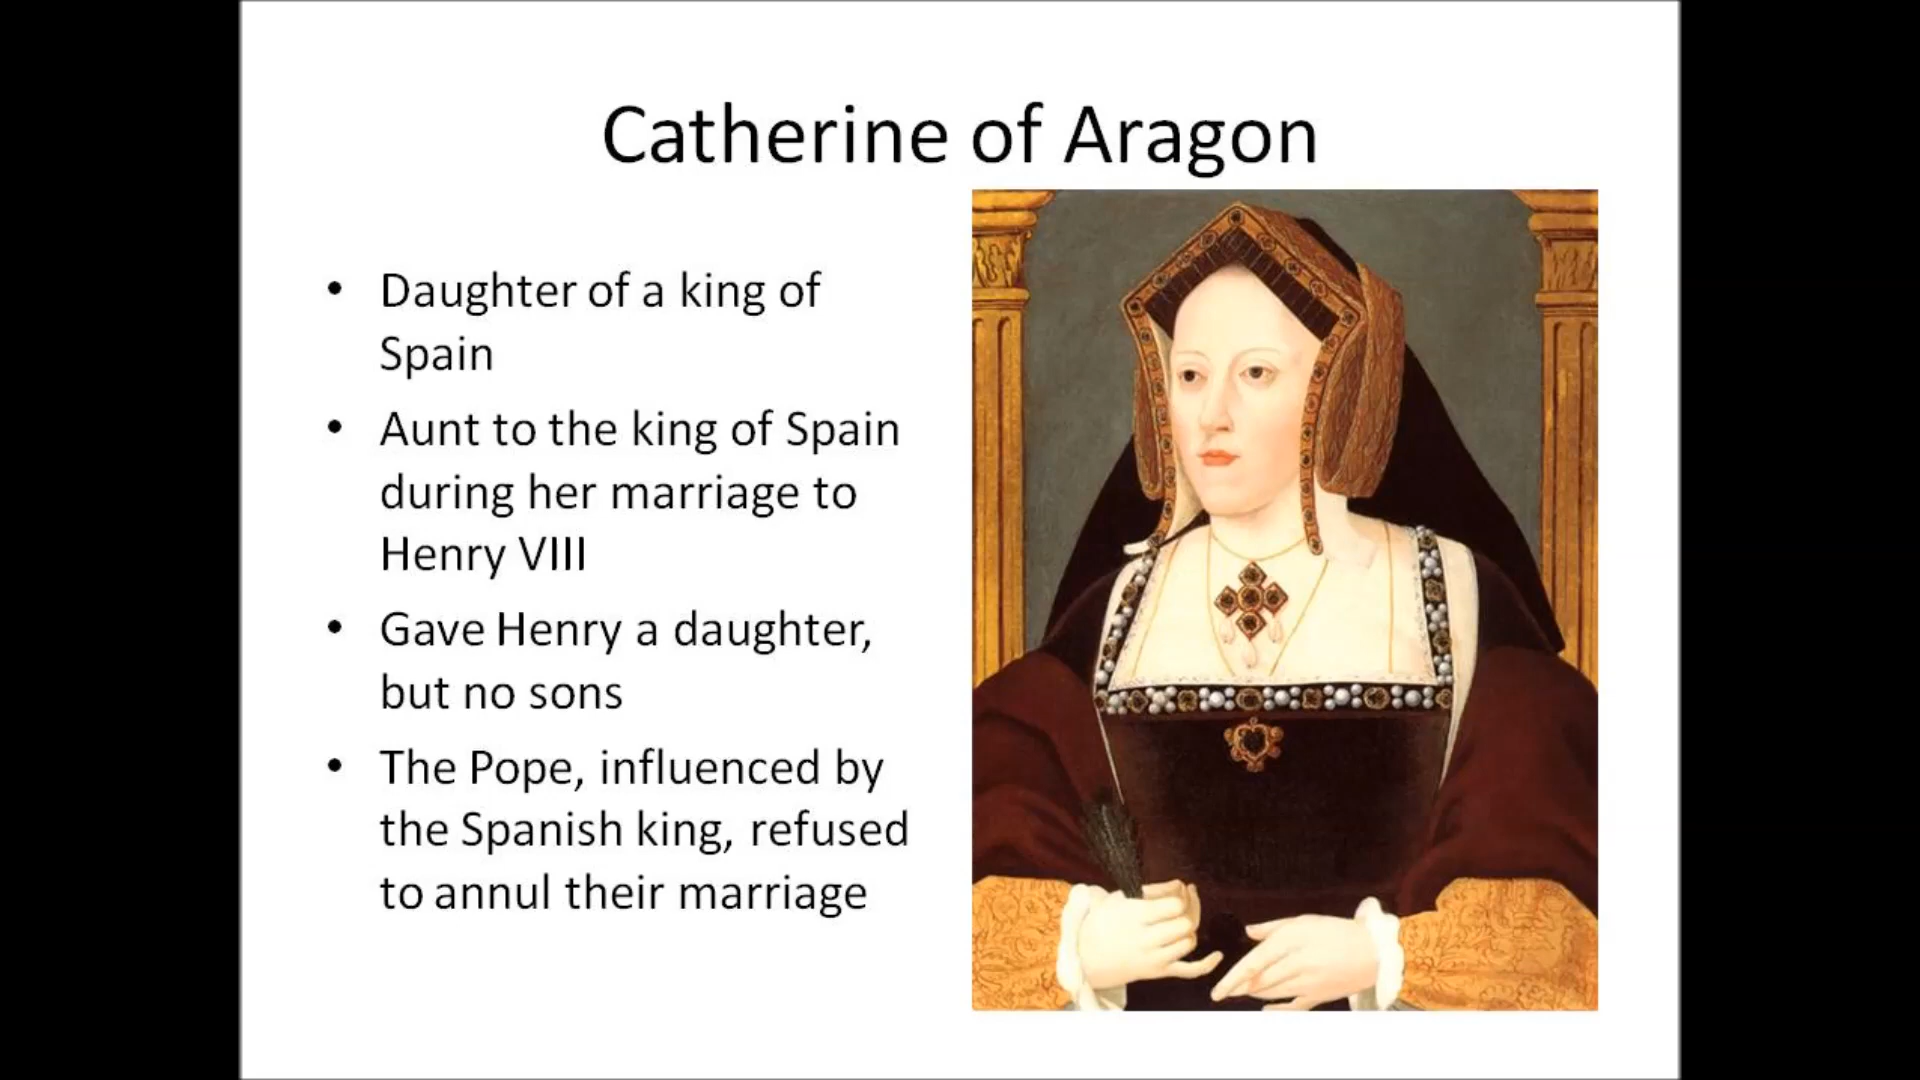 Catherine of Aragon
• Daughter of a king of
Spain
• Aunt to the king of Spain
during her marriage to
Henry VIII
• Gave Henry a daughter,
but no sons
• The Pope, influenced by
the Spanish king, refused
to annul their marriage